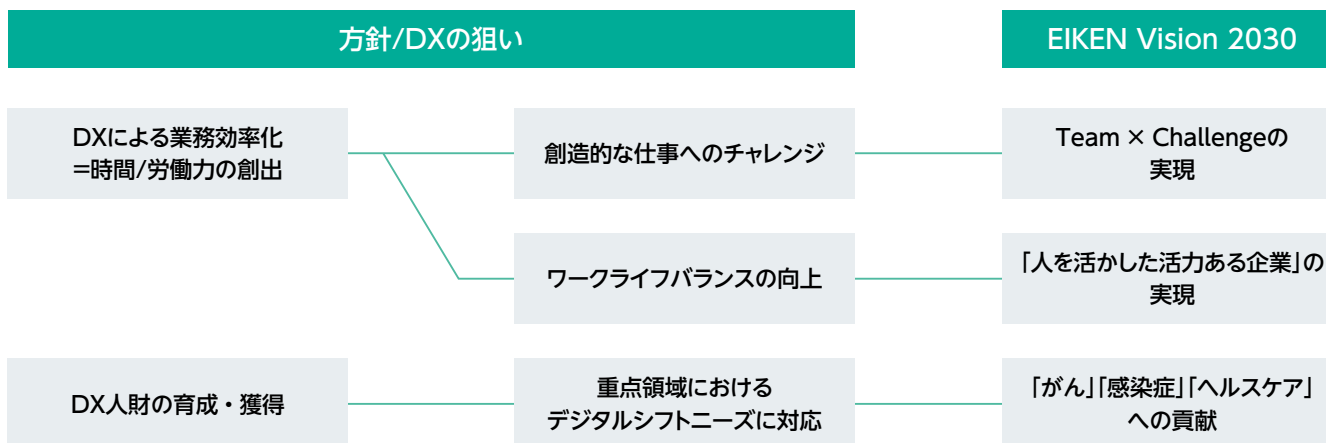 方針/DXの狙い
EIKEN Vision 2030
DXによる業務効率化
=時間/労働力の創出
創造的な仕事へのチャレンジ
Team × Challengeの
実現
ワークライフバランスの向上
「人を活かした活力ある企業」の
実現
DX人財の育成・獲得
重点領域における
デジタルシフトニーズに対応
「がん」「感染症」「ヘルスケア」
への貢献